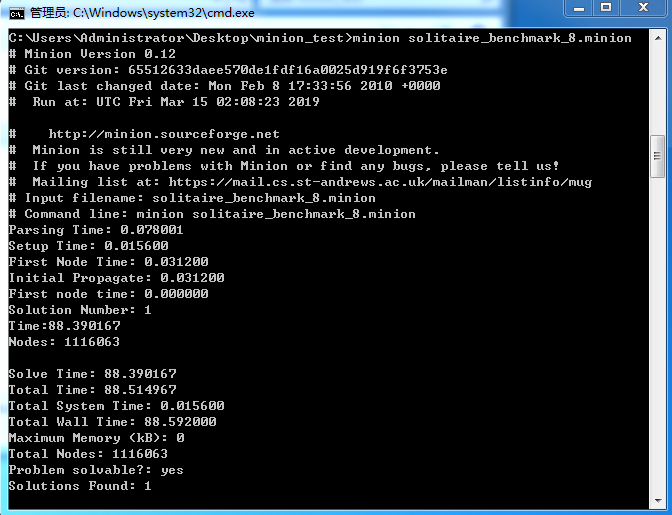 管理员: C:\Windows\system32\cmd.exe
C:\Users\Administrator\Desktop\minion_test>minion solitaire_benchmark_8.minion
# Minion Version 0.12
# Git version: 65512633daee570de1fdf16a0025d919f6f3753e
# Git last changed date: Mon Feb 8 17:33:56 2010 +0000
#  Run at: UTC Fri Mar 15 02:08:23 2019

#    http://minion.sourceforge.net
#  Minion is still very new and in active development.
#  If you have problems with Minion or find any bugs, please tell us!
#  Mailing list at: https://mail.cs.st-andrews.ac.uk/mailman/listinfo/mug
# Input filename: solitaire_benchmark_8.minion
# Command line: minion solitaire_benchmark_8.minion
Parsing Time: 0.078001
Setup Time: 0.015600
First Node Time: 0.031200
Initial Propagate: 0.031200
First node time: 0.000000
Solution Number: 1
Time:88.390167
Nodes: 1116063

Solve Time: 88.390167
Total Time: 88.514967
Total System Time: 0.015600
Total Wall Time: 88.592000
Maximum Memory (kB): 0
Total Nodes: 1116063
Problem solvable?: yes
Solutions Found: 1